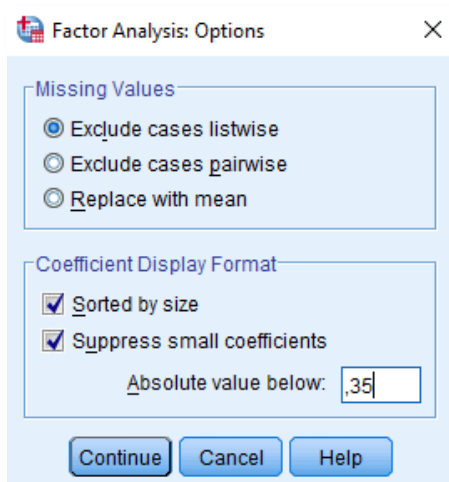 Factor Analysis: Options
Missing Values
Exclude cases listwise
Exclude cases pairwise
Replace with mean
Coefficient Display Format
Sorted by size
Suppress small coefficients
Absolute value below: ,35
Continue Cancel Help